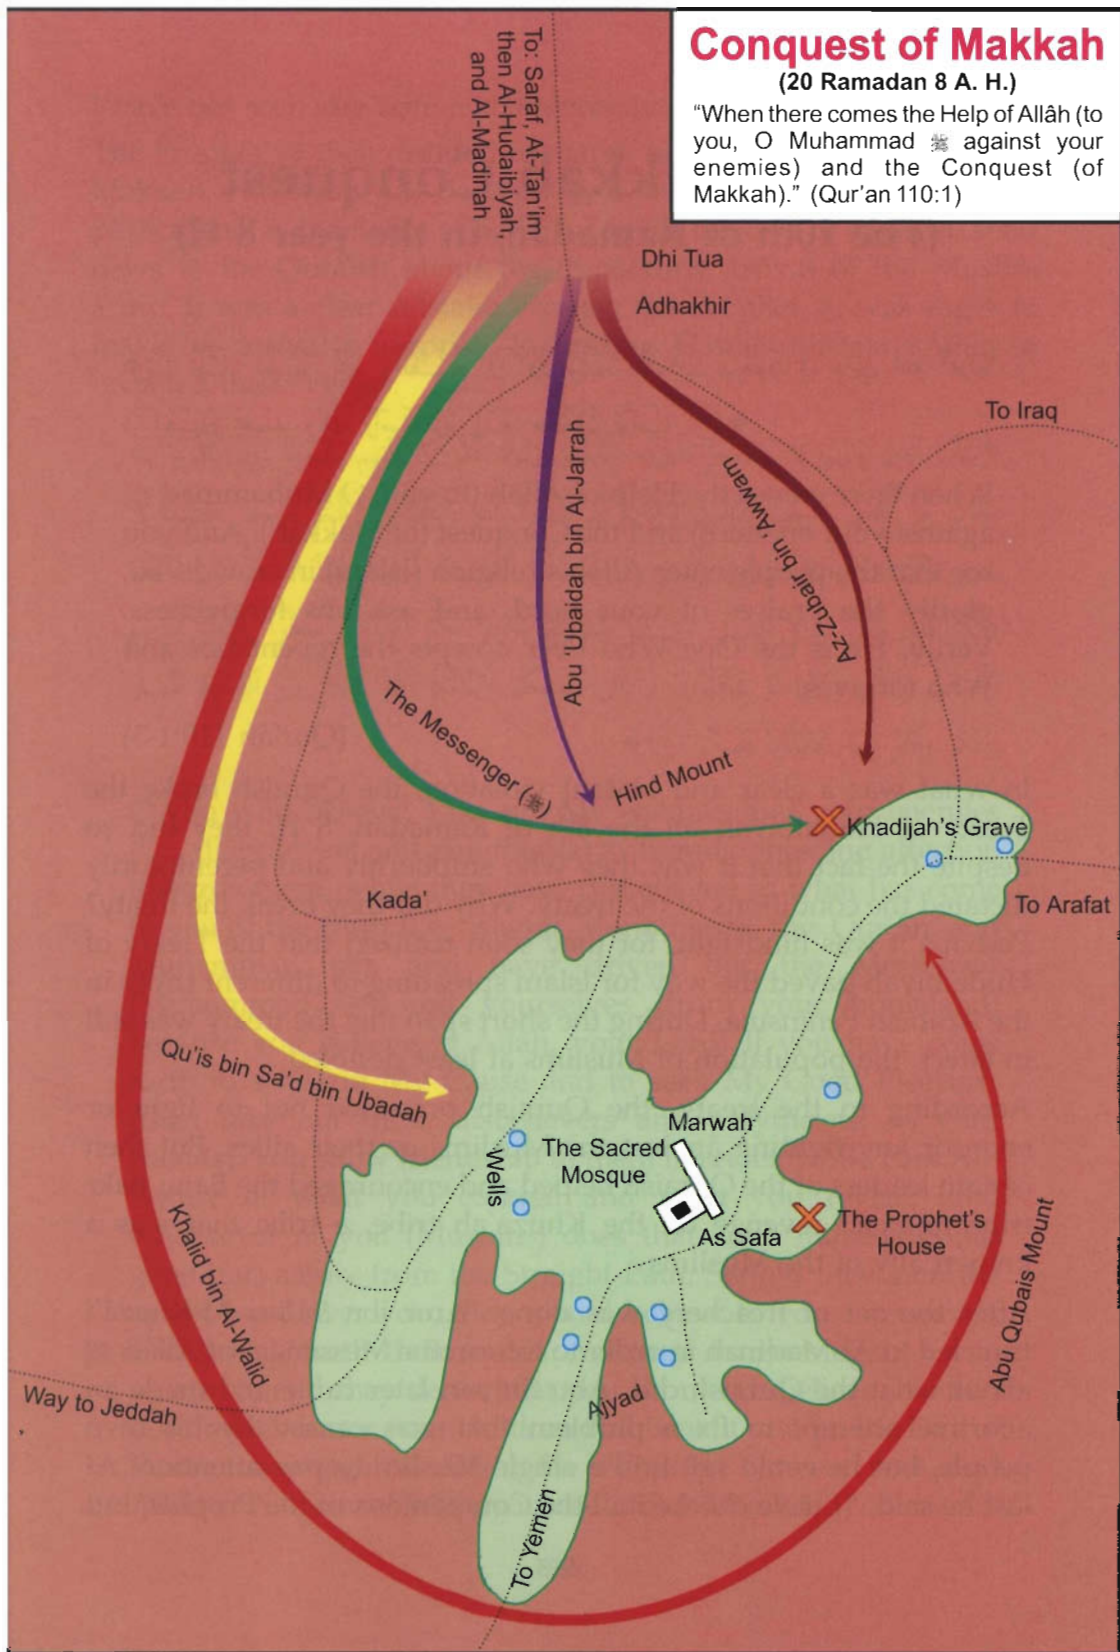 Conquest of Makkah
(20 Ramadan 8 A. H.)
“When there comes the Help of Allâh (to
you, O Muhammad ﷺ against your
enemies) and the Conquest (of
Makkah).” (Qur’an 110:1)
To: Saraf, At-Tan’im
then Al-Hudaibiyah,
and Al-Madinah
Dhi Tua
Adhakhir
To Iraq
Abu ‘Ubaidah bin Al-Jarrah
Az-Zubair bin Awwam
The Messenger (ﷺ)
Hind Mount
Khadijah’s Grave
Kada’
To Arafat
Qu’is bin Sa’d bin Ubadah
Marwah
The Sacred
Mosque
Wells
As Safa
The Prophet’s
House
Khalid bin Al-Walid
Abu Qubais Mount
Way to Jeddah
Ajyad
To Yemen